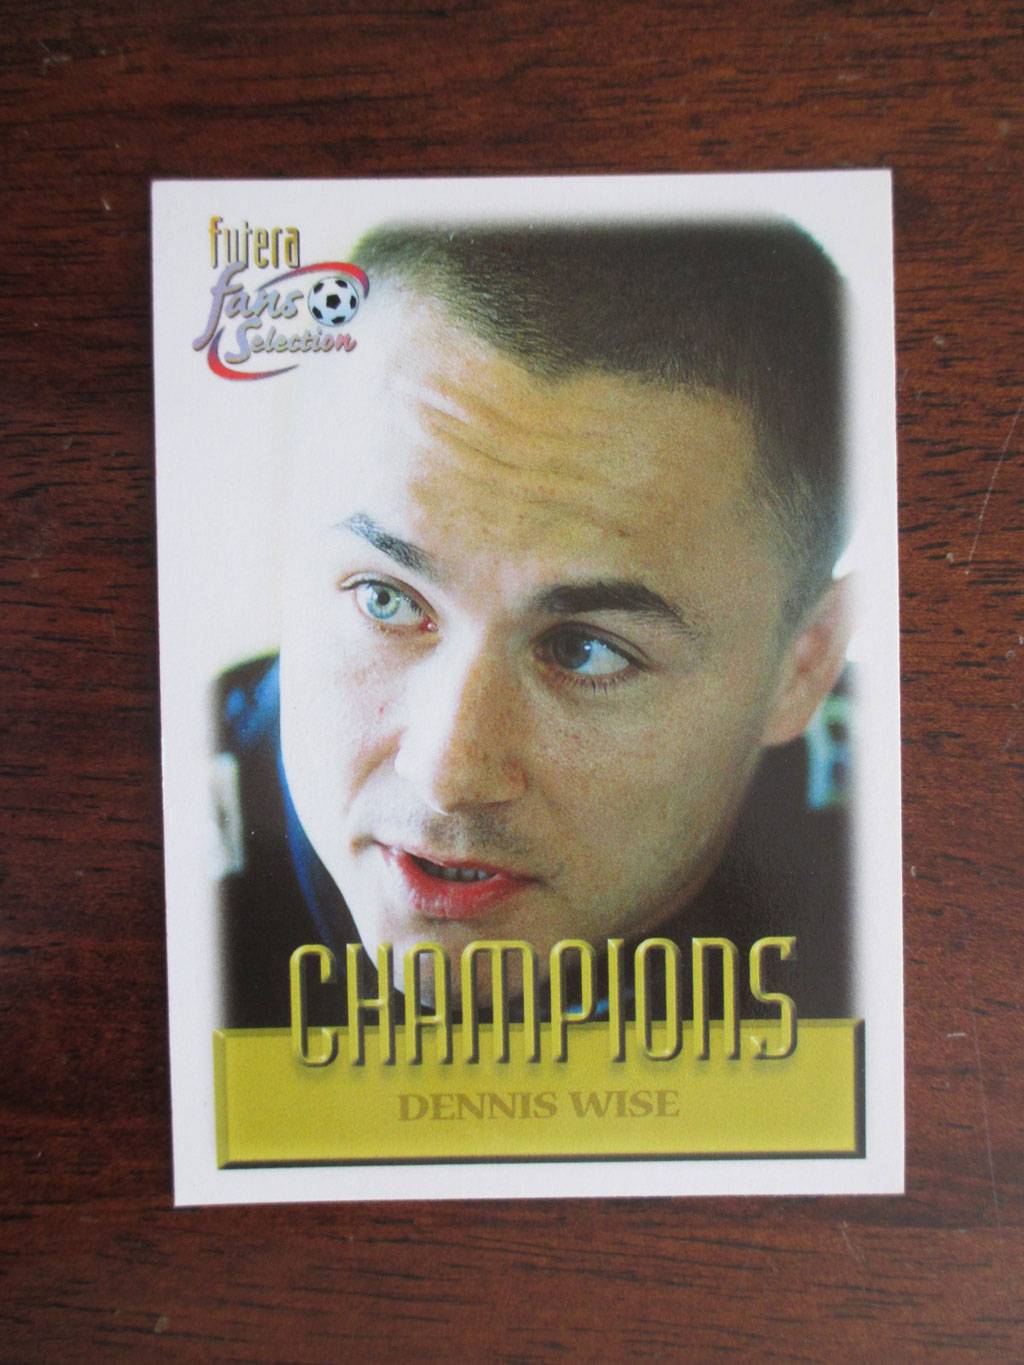 futera
fans
Selection
CHAMPIONS
DENNIS WISE